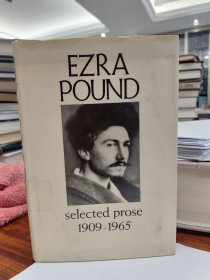 EZRA
POUND
selected prose
1909-1965